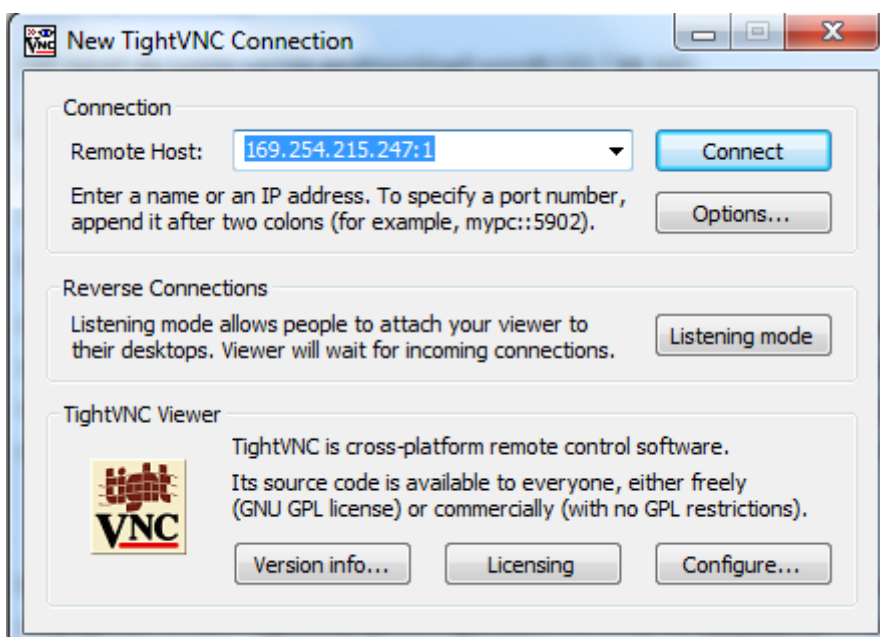 New TightVNC Connection
Connection
Remote Host: 169.254.215.247:1 Connect
Enter a name or an IP address. To specify a port number,
append it after two colons (for example, mypc::5902). Options...
Reverse Connections
Listening mode allows people to attach your viewer to
their desktops. Viewer will wait for incoming connections. Listening mode
TightVNC Viewer
TightVNC is cross-platform remote control software.
Its source code is available to everyone, either freely
(GNU GPL license) or commercially (with no GPL restrictions).
tight
VNC
Version info... Licensing Configure...